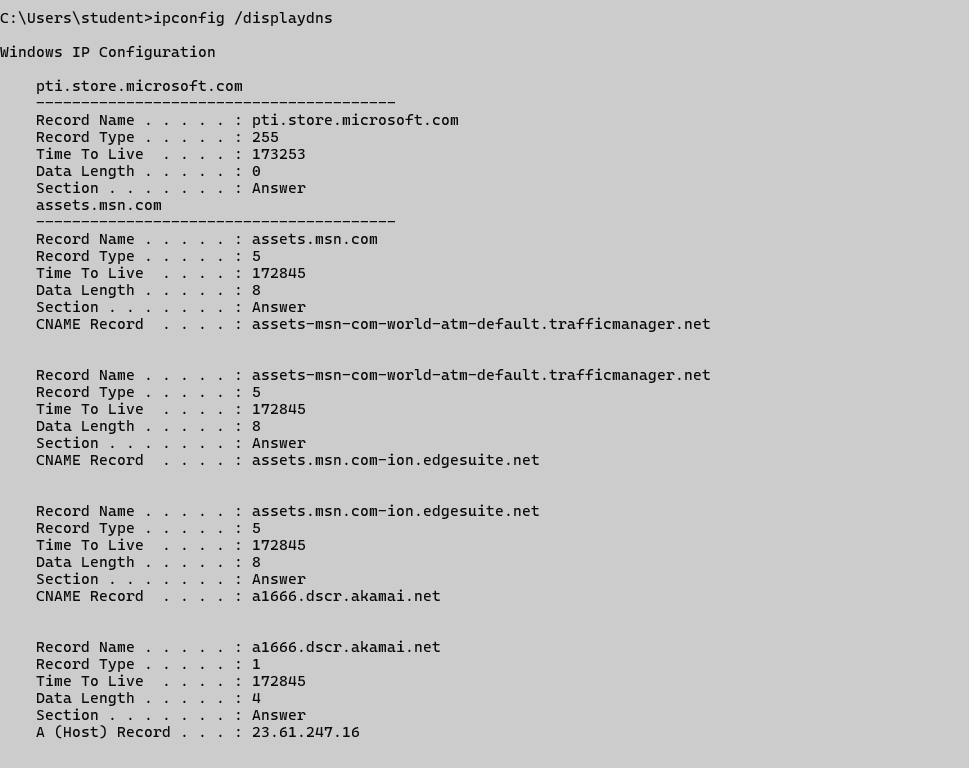 C:\Users\student>ipconfig /displaydns
Windows IP Configuration
pti.store.microsoft.com
----------------------------------------
Record Name . . . . . : pti.store.microsoft.com
Record Type . . . . . : 255
Time To Live  . . . . : 173253
Data Length . . . . . : 0
Section . . . . . . . : Answer
assets.msn.com
----------------------------------------
Record Name . . . . . : assets.msn.com
Record Type . . . . . : 5
Time To Live  . . . . : 172845
Data Length . . . . . : 8
Section . . . . . . . : Answer
CNAME Record  . . . . : assets-msn-com-world-atm-default.trafficmanager.net
Record Name . . . . . : assets-msn-com-world-atm-default.trafficmanager.net
Record Type . . . . . : 5
Time To Live  . . . . : 172845
Data Length . . . . . : 8
Section . . . . . . . : Answer
CNAME Record  . . . . : assets.msn.com-ion.edgesuite.net
Record Name . . . . . : assets.msn.com-ion.edgesuite.net
Record Type . . . . . : 5
Time To Live  . . . . : 172845
Data Length . . . . . : 8
Section . . . . . . . : Answer
CNAME Record  . . . . : a1666.dscr.akamai.net
Record Name . . . . . : a1666.dscr.akamai.net
Record Type . . . . . : 1
Time To Live  . . . . : 172845
Data Length . . . . . : 4
Section . . . . . . . : Answer
A (Host) Record . . . : 23.61.247.16